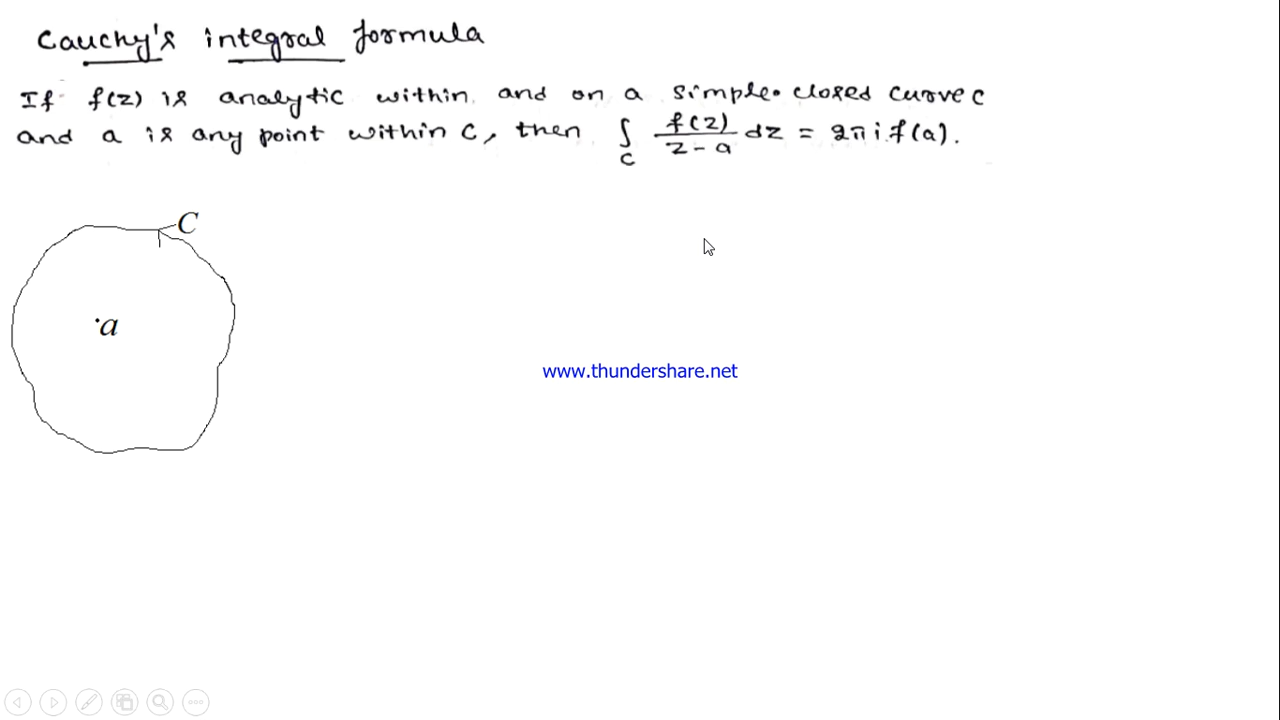 Cauchy's integral formula
If f(z) is analytic within and on a simple closed curve C
and a is any point within C, then ∫_C f(z)/(z-a) dz = 2πi f(a).
C
.a
www.thundershare.net